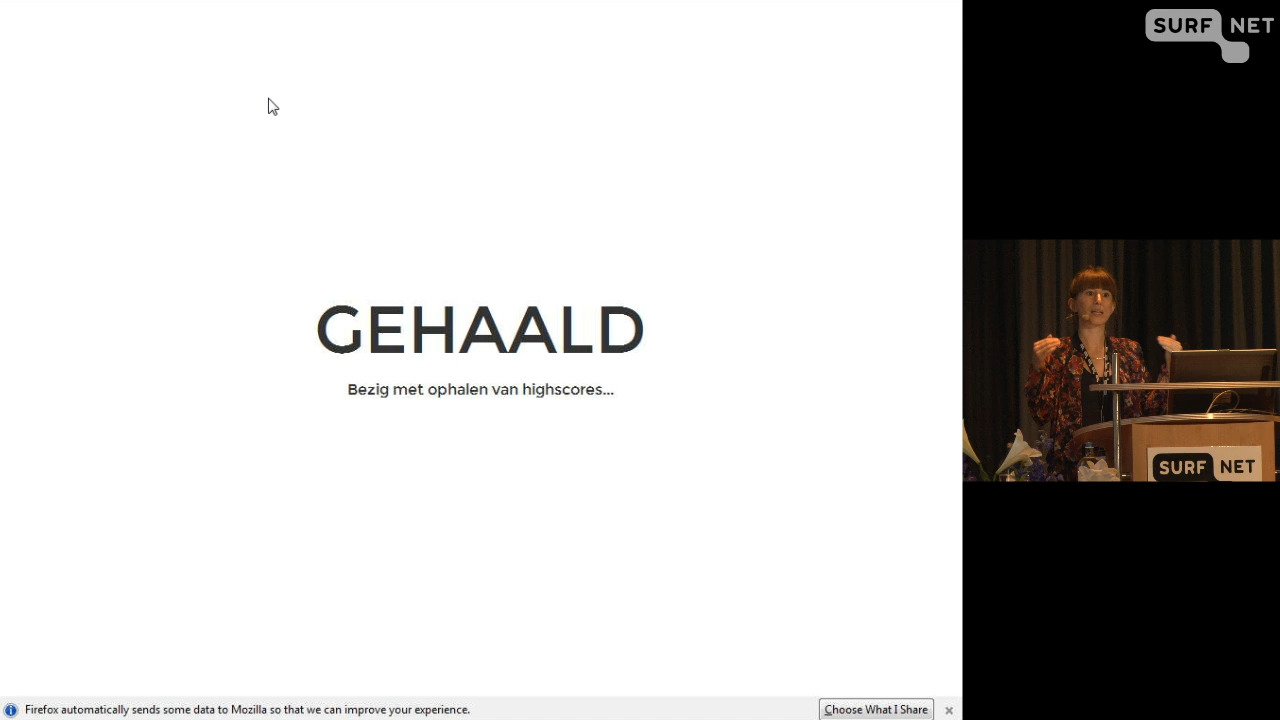 SURF NET
GEHAALD
Bezig met ophalen van highscores...
SURF NET
Firefox automatically sends some data to Mozilla so that we can improve your experience.
Choose What I Share